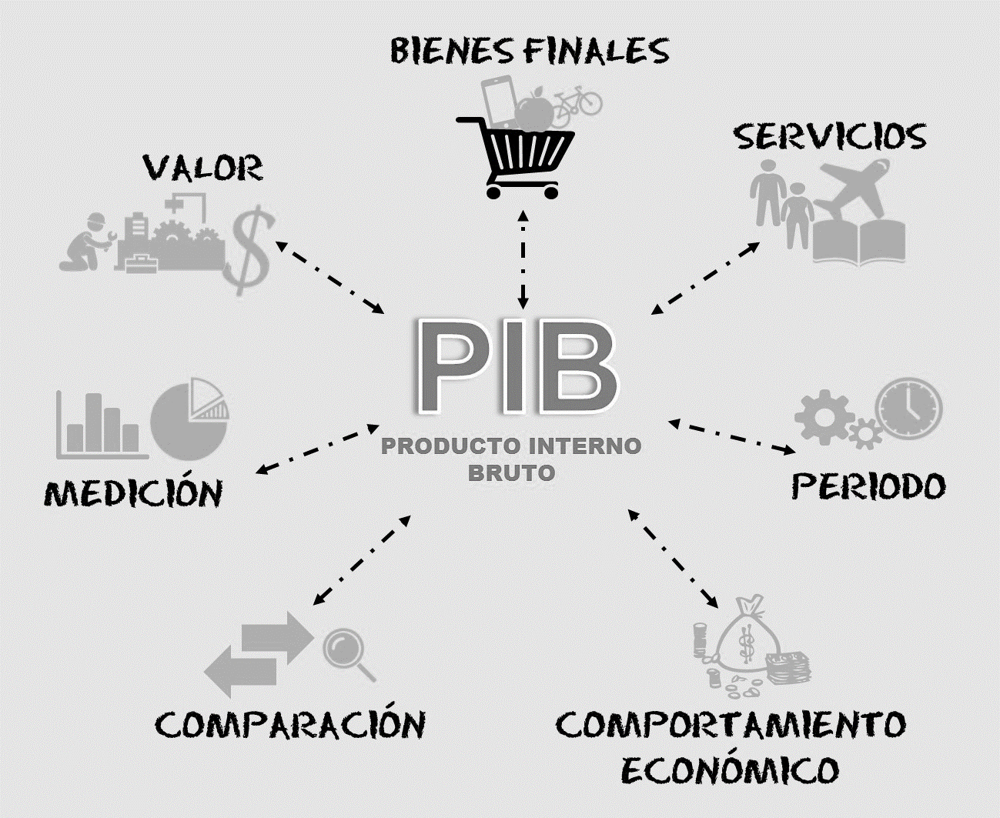 BIENES FINALES
SERVICIOS
VALOR
$
PIB
PRODUCTO INTERNO
BRUTO
MEDICIÓN
PERIODO
$
COMPARACIÓN
COMPORTAMIENTO
ECONÓMICO